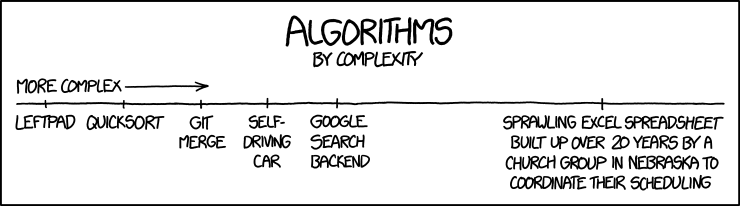 ALGORITHMS
BY COMPLEXITY
MORE COMPLEX
LEFTPAD
QUICKSORT
GIT
MERGE
SELF-
DRIVING
CAR
GOOGLE
SEARCH
BACKEND
SPRAWLING EXCEL SPREADSHEET
BUILT UP OVER 20 YEARS BY A
CHURCH GROUP IN NEBRASKA TO
COORDINATE THEIR SCHEDULING